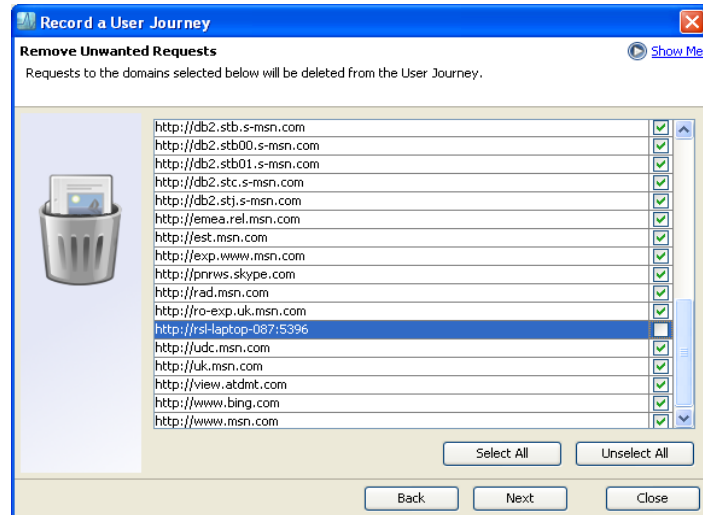 Record a User Journey
Remove Unwanted Requests
Show Me
Requests to the domains selected below will be deleted from the User Journey.
http://db2.stb.s-msn.com
http://db2.stb00.s-msn.com
http://db2.stb01.s-msn.com
http://db2.stc.s-msn.com
http://db2.stj.s-msn.com
http://emea.rel.msn.com
http://est.msn.com
http://exp.www.msn.com
http://pnrws.skype.com
http://rad.msn.com
http://ro-exp.uk.msn.com
http://rsl-laptop-087:5396
http://udc.msn.com
http://uk.msn.com
http://view.atdmt.com
http://www.bing.com
http://www.msn.com
Select All
Unselect All
Back
Next
Close